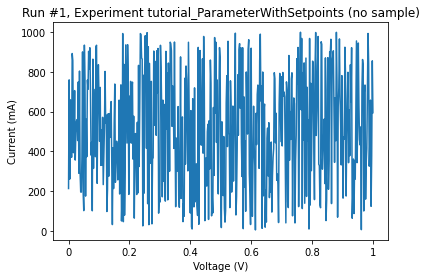 Run #1, Experiment tutorial_ParameterWithSetpoints (no sample)
1000
800
600
400
200
0
Current (mA)
0 0.2 0.4 0.6 0.8 1
Voltage (V)